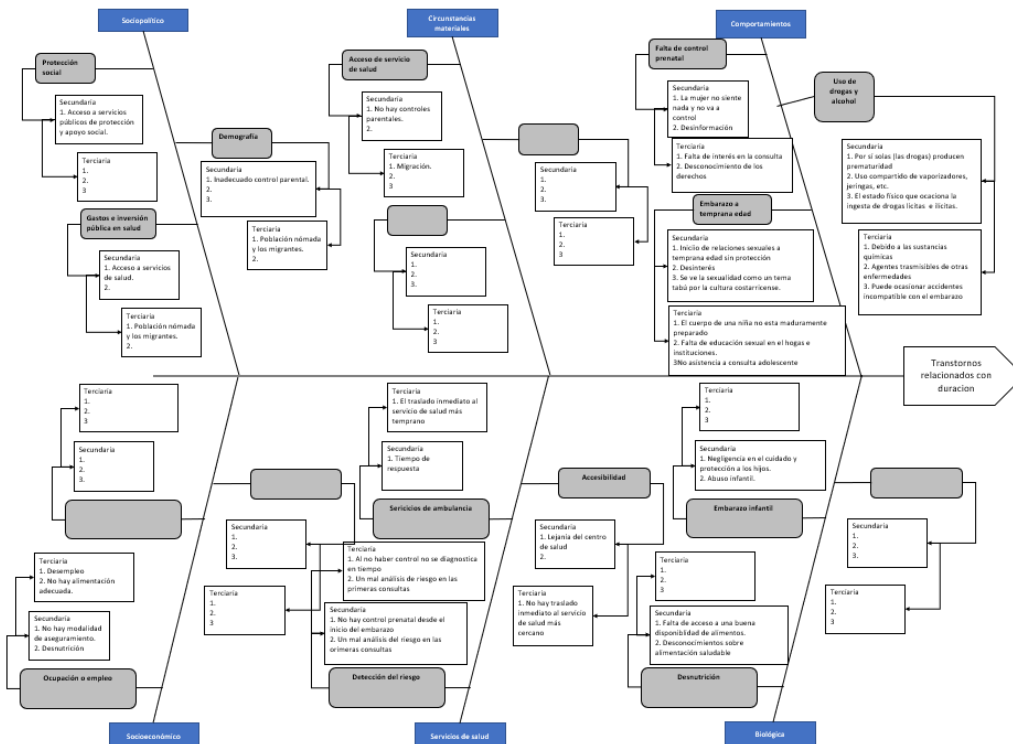 Sociopolítico
Circunstancias
materiales
Comportamientos
Protección
social
Secundaria
1. Acceso a servicios
públicos de protección
y apoyo social.
Terciaria
1.
2.
3
Demografía
Secundaria
1. Inadecuado control parental.
2.
3.
Terciaria
1. Población nómada
y los migrantes.
2.
Gastos e inversión
pública en salud
Secundaria
1. Acceso a servicios
de salud.
2.
Terciaria
1. Población nómada
y los migrantes.
2.
Acceso de servicio
de salud
Secundaria
1. No hay controles
parentales.
2.
Terciaria
1. Migración.
2.
3
Secundaria
1.
2.
3.
Terciaria
1.
2.
3
Secundaria
1.
2.
3.
Terciaria
1.
2.
3
Falta de control
prenatal
Secundaria
1. La mujer no siente
nada y no va a
control
2. Desinformación
Terciaria
1. Falta de interés en la consulta
2. Desconocimiento de los
derechos
Uso de
drogas y
alcohol
Secundaria
1. Por si solas (las drogas) producen
prematuridad
2. Uso compartido de vaporizadores,
jeringas, etc.
3. El estado físico que ocaciona la
ingesta de drogas lícitas e ilícitas.
Terciaria
1. Debido a las sustancias
químicas
2. Agentes trasmisibles de otras
enfermedades
3. Puede ocasionar accidentes
incompatible con el embarazo
Embarazo a
temprana edad
Secundaria
1. Inicio de relaciones sexuales a
temprana edad sin protección
2. Desinterés
3. Se ve la sexualidad como un tema
tabú por la cultura costarricense.
Terciaria
1. El cuerpo de una niña no esta maduramente
preparado
2. Falta de educación sexual en el hogas e
instituciones.
3No asistencia a consulta adolescente
Transtornos
relacionados con
duracion
Terciaria
1.
2.
3
Secundaria
1.
2.
3.
Terciaria
1. Desempleo
2. No hay alimentación
adecuada.
Secundaria
1. No hay modalidad
de aseguramiento.
2. Desnutrición
Ocupación o empleo
Secundaria
1.
2.
3.
Terciaria
1.
2.
3
Terciaria
1. El traslado inmediato al
servicio de salud más
temprano
Secundaria
1. Tiempo de
respuesta
Sericicios de ambulancia
Terciaria
1. Al no haber control no se diagnostica
en tiempo
2. Un mal análisis de riesgo en las
primeras consultas
Secundaria
1. No hay control prenatal desde el
inicio del embarazo
2. Un mal análisis del riesgo en las
orimeras consultas
Detección del riesgo
Accesibilidad
Secundaria
1. Lejanía del centro
de salud
2.
Terciaria
1. No hay traslado
inmediato al servicio
de salud más
cercano
Terciaria
1.
2.
3
Secundaria
1. Negligencia en el cuidado y
protección a los hijos.
2. Abuso infantil.
Embarazo infantil
Terciaria
1.
2.
3
Secundaria
1. Falta de acceso a una buena
disponiblidad de alimentos.
2. Desconocimientos sobre
alimentación saludable
Desnutrición
Secundaria
1.
2.
3.
Terciaria
1.
2.
3
Socioeconómico
Servicios de salud
Biológica